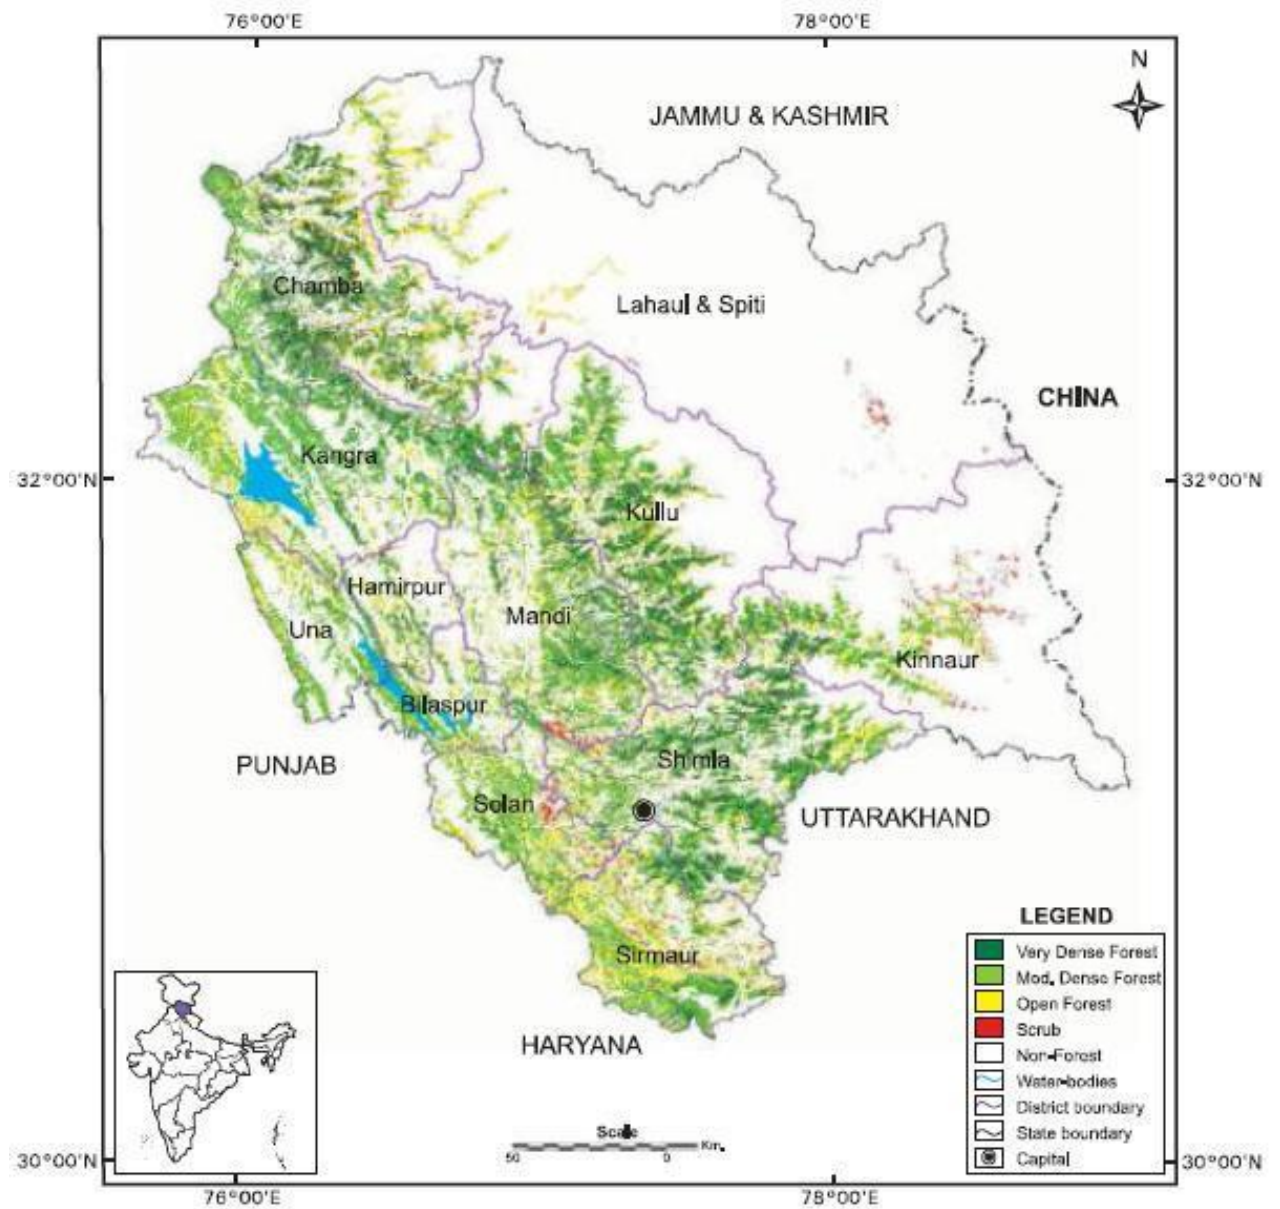 76°00'E 78°00'E
N
JAMMU & KASHMIR
Chamba
Lahaul & Spiti
CHINA
Kangra
32°00'N 32°00'N
Kullu
Hamirpur
Mandi
Una
Kinnaur
Bilaspur
PUNJAB
Shimla
Solan
UTTARAKHAND
LEGEND
Very Dense Forest
Mod. Dense Forest
Open Forest
Scrub
Non-Forest
Water-bodies
District boundary
State boundary
Capital
Sirmaur
HARYANA
Scale
50 0 Km.
30°00'N 30°00'N
76°00'E 78°00'E